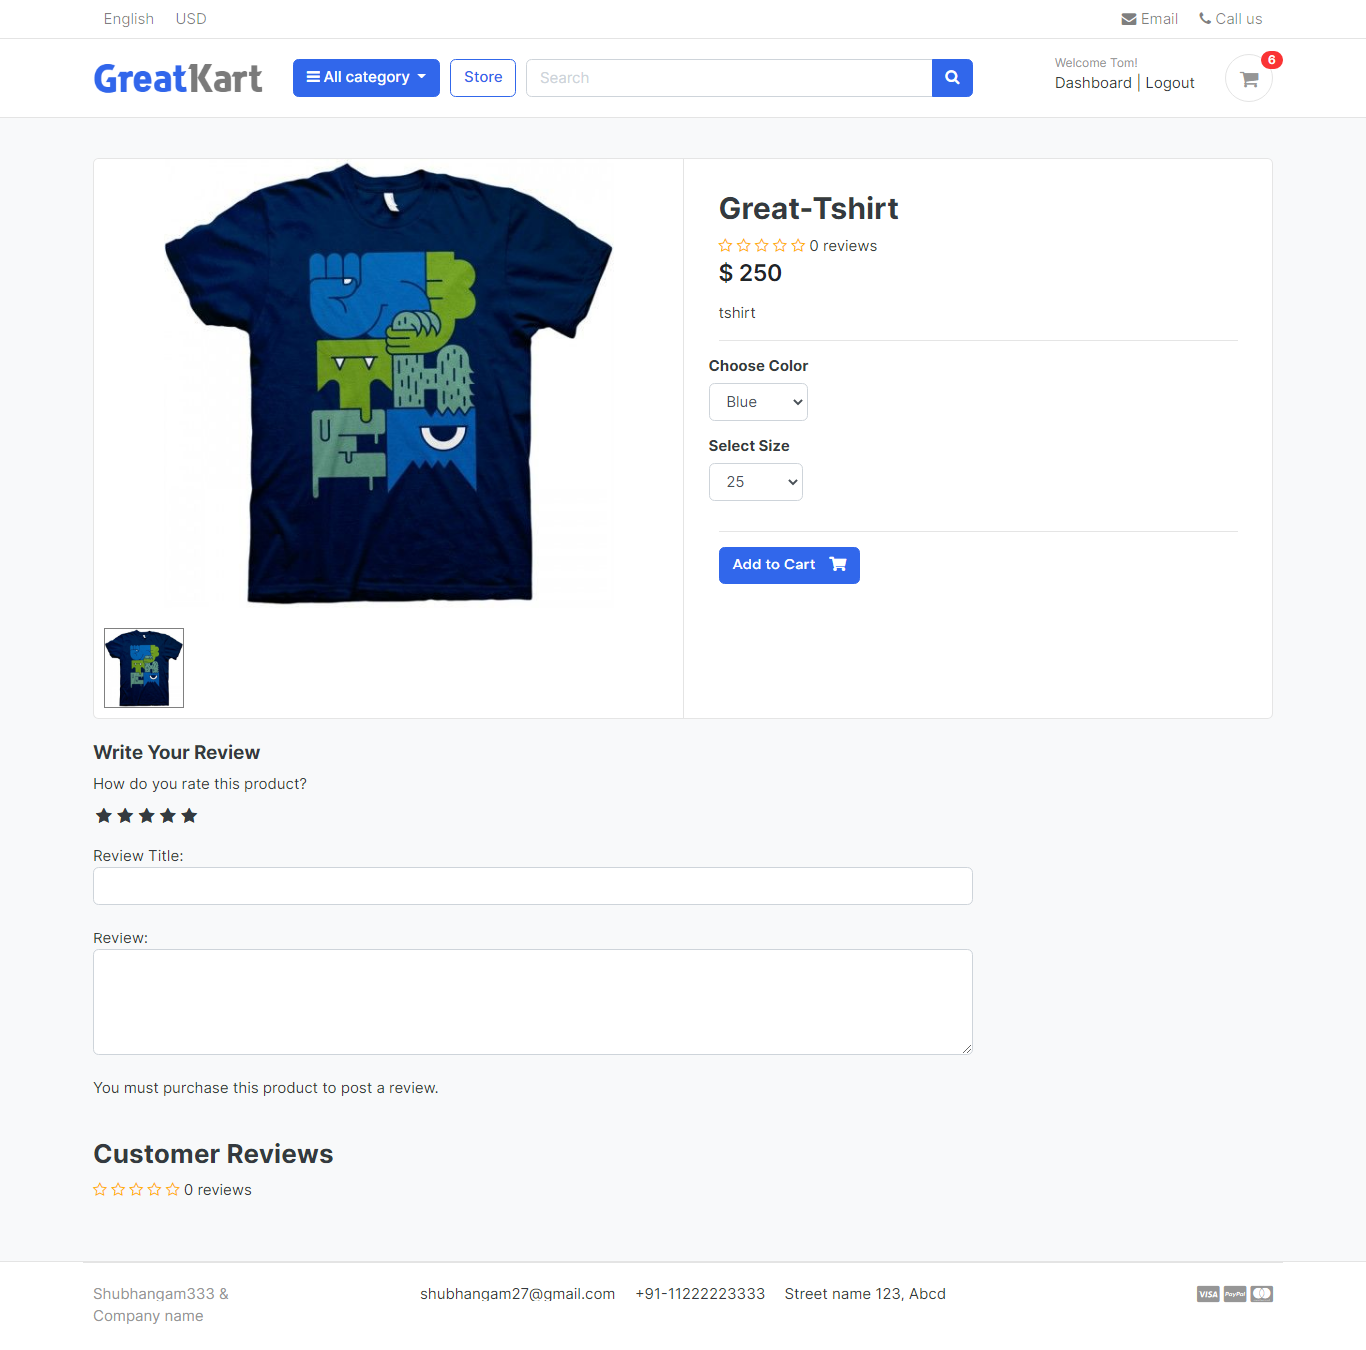 English USD Email Call us
GreatKart All category Store Search Welcome Tom! 6
Dashboard | Logout
Great-Tshirt
0 reviews
$ 250
tshirt
Choose Color
Blue
Select Size
25
Add to Cart
Write Your Review
How do you rate this product?
Review Title:
Review:
You must purchase this product to post a review.
Customer Reviews
0 reviews
Shubhangam333 & shubhangam27@gmail.com +91-11222223333 Street name 123, Abcd VISA PayPal
Company name